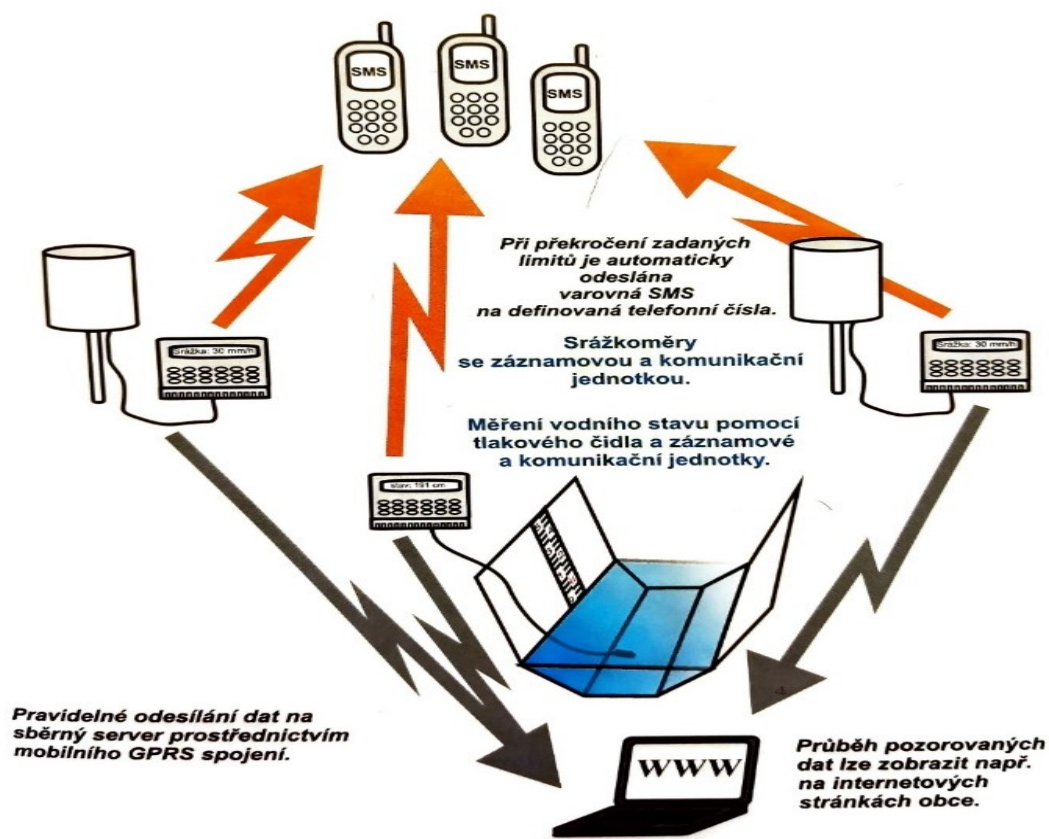 SMS
SMS
SMS
Při překročení zadaných
limitů je automaticky
odeslána
varovná SMS
na definovaná telefonní čísla.
Srážka: 30 mm/h
Srážka: 30 mm/h
Srážkoměry
se záznamovou a komunikační
jednotkou.
Měření vodního stavu pomocí
tlakového čidla a záznamové
a komunikační jednotky.
stav: 191 cm
Pravidelné odesílání dat na
sběrný server prostřednictvím
mobilního GPRS spojení.
WWW
Průběh pozorovaných
dat lze zobrazit např.
na internetových
stránkách obce.